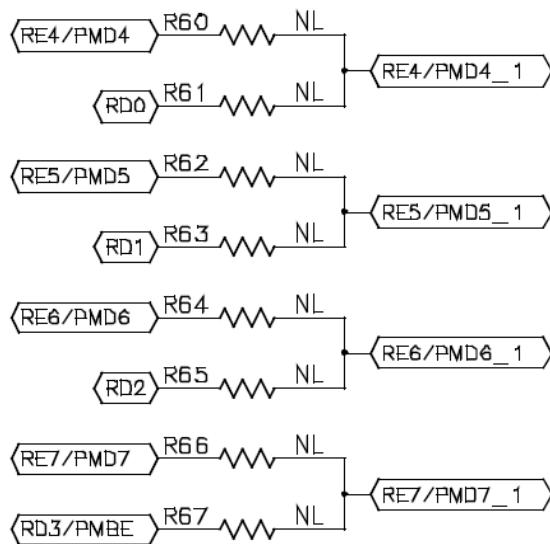 RE4/PMD4 R60 NL
RE4/PMD4_1
RD0 R61 NL
RE5/PMD5 R62 NL
RE5/PMD5_1
RD1 R63 NL
RE6/PMD6 R64 NL
RE6/PMD6_1
RD2 R65 NL
RE7/PMD7 R66 NL
RE7/PMD7_1
RD3/PMBE R67 NL